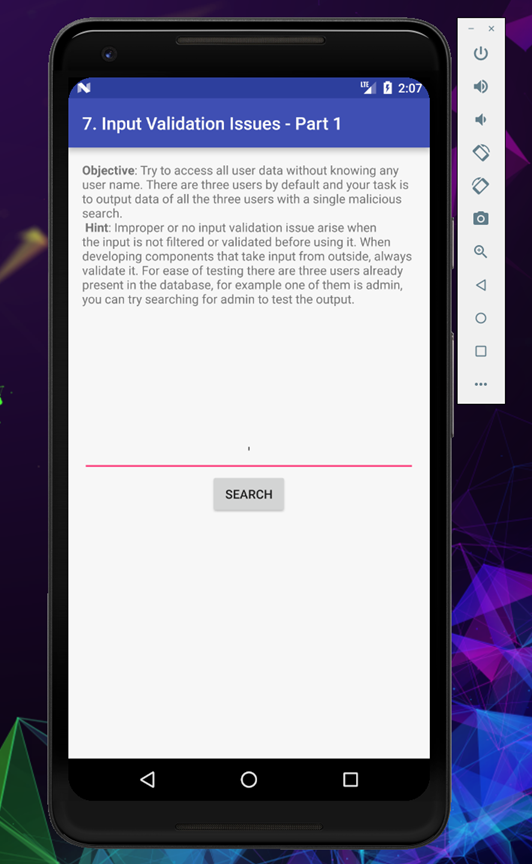 LTE 2:07
7. Input Validation Issues - Part 1
Objective: Try to access all user data without knowing any
user name. There are three users by default and your task is
to output data of all the three users with a single malicious
search.
Hint: Improper or no input validation issue arise when
the input is not filtered or validated before using it. When
developing components that take input from outside, always
validate it. For ease of testing there are three users already
present in the database, for example one of them is admin,
you can try searching for admin to test the output.
'
SEARCH